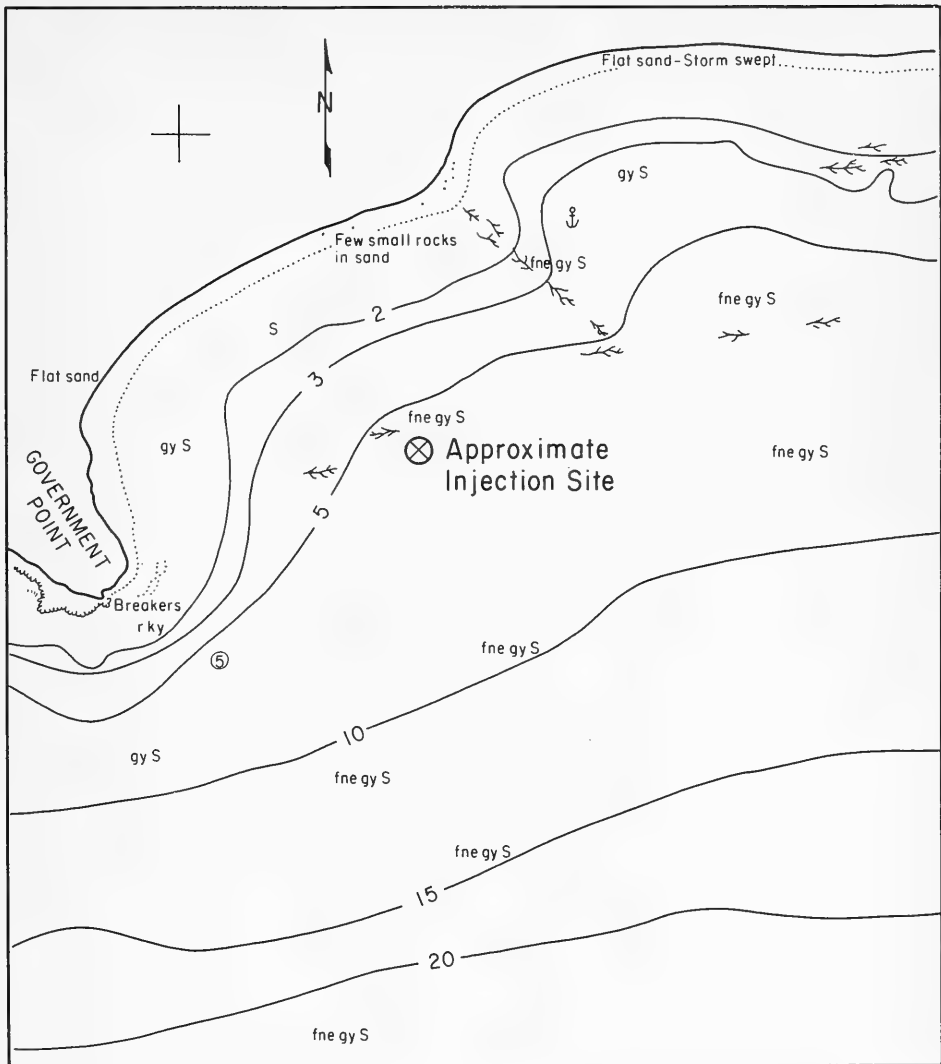 Flat sand-Storm swept
N
gy S
Few small rocks
in sand
fne gy S
fne gy S
2
S
3
Flat sand
fne gy S
gy S
Approximate
Injection Site
fne gy S
GOVERNMENT
POINT
5
Breakers
r ky
fne gy S
5
10
gy S
fne gy S
fne gy S
15
20
fne gy S